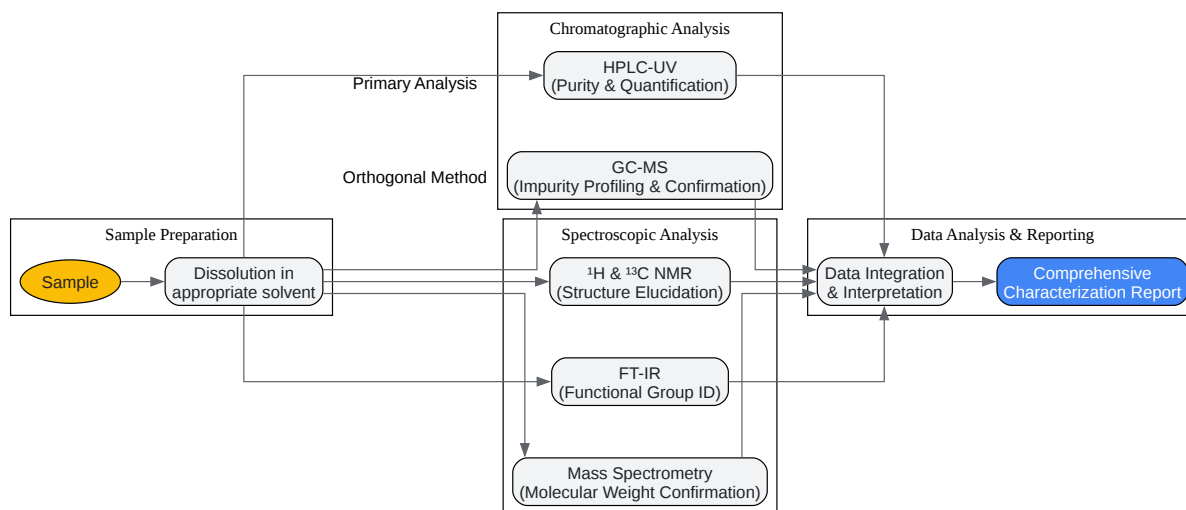 Chromatographic Analysis
HPLC-UV
(Purity & Quantification)
Primary Analysis
GC-MS
(Impurity Profiling & Confirmation)
Orthogonal Method
Sample Preparation
Sample
Dissolution in
appropriate solvent
Spectroscopic Analysis
¹H & ¹³C NMR
(Structure Elucidation)
FT-IR
(Functional Group ID)
Mass Spectrometry
(Molecular Weight Confirmation)
Data Analysis & Reporting
Data Integration
& Interpretation
Comprehensive
Characterization Report